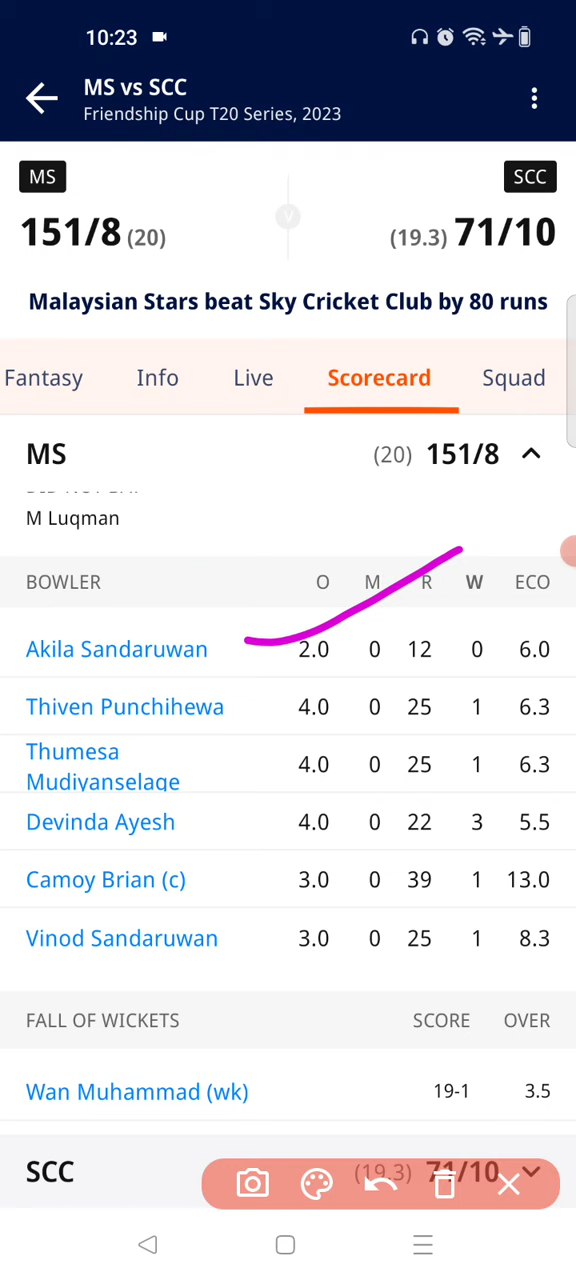 10:23
MS vs SCC
Friendship Cup T20 Series, 2023
MS SCC
V
151/8 (20) (19.3) 71/10
Malaysian Stars beat Sky Cricket Club by 80 runs
Fantasy Info Live Scorecard Squad
MS (20) 151/8
M Luqman
BOWLER O M R W ECO
Akila Sandaruwan 2.0 0 12 0 6.0
Thiven Punchihewa 4.0 0 25 1 6.3
Thumesa
Mudiyanselage 4.0 0 25 1 6.3
Devinda Ayesh 4.0 0 22 3 5.5
Camoy Brian (c) 3.0 0 39 1 13.0
Vinod Sandaruwan 3.0 0 25 1 8.3
FALL OF WICKETS SCORE OVER
Wan Muhammad (wk) 19-1 3.5
SCC (19.3) 71/10